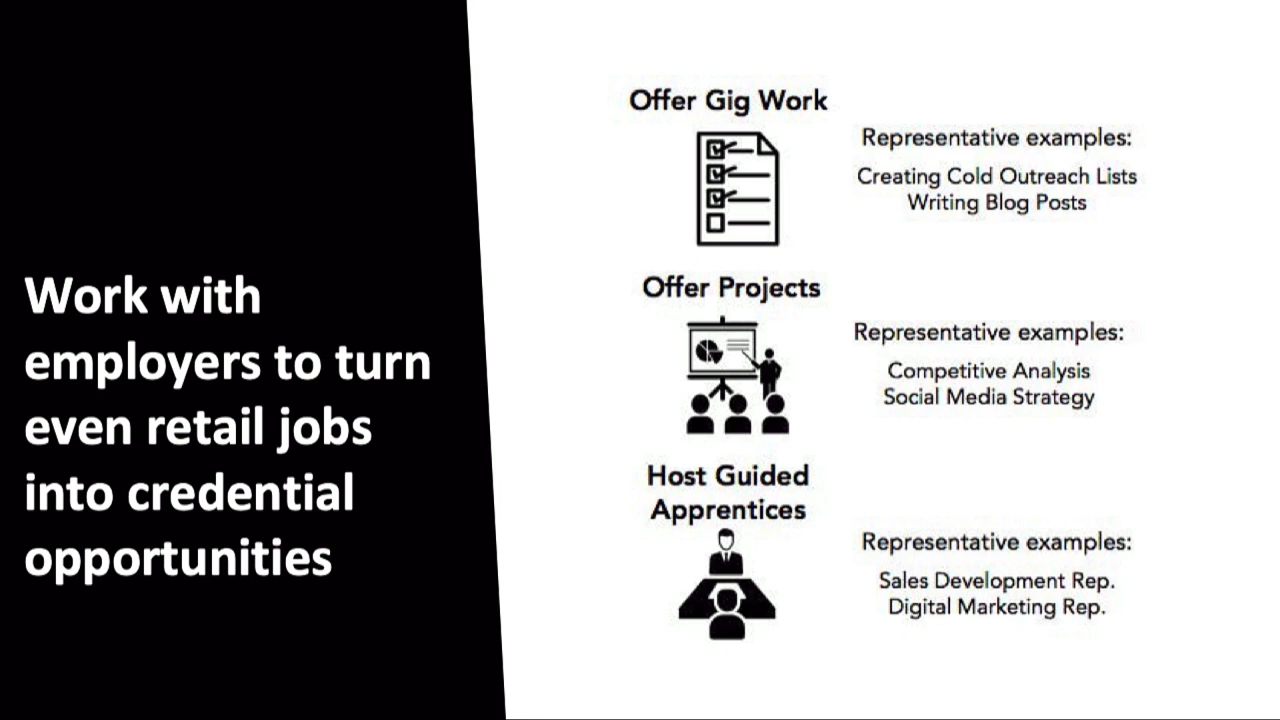 Work with
employers to turn
even retail jobs
into credential
opportunities
Offer Gig Work
Representative examples:
Creating Cold Outreach Lists
Writing Blog Posts
Offer Projects
Representative examples:
Competitive Analysis
Social Media Strategy
Host Guided
Apprentices
Representative examples:
Sales Development Rep.
Digital Marketing Rep.